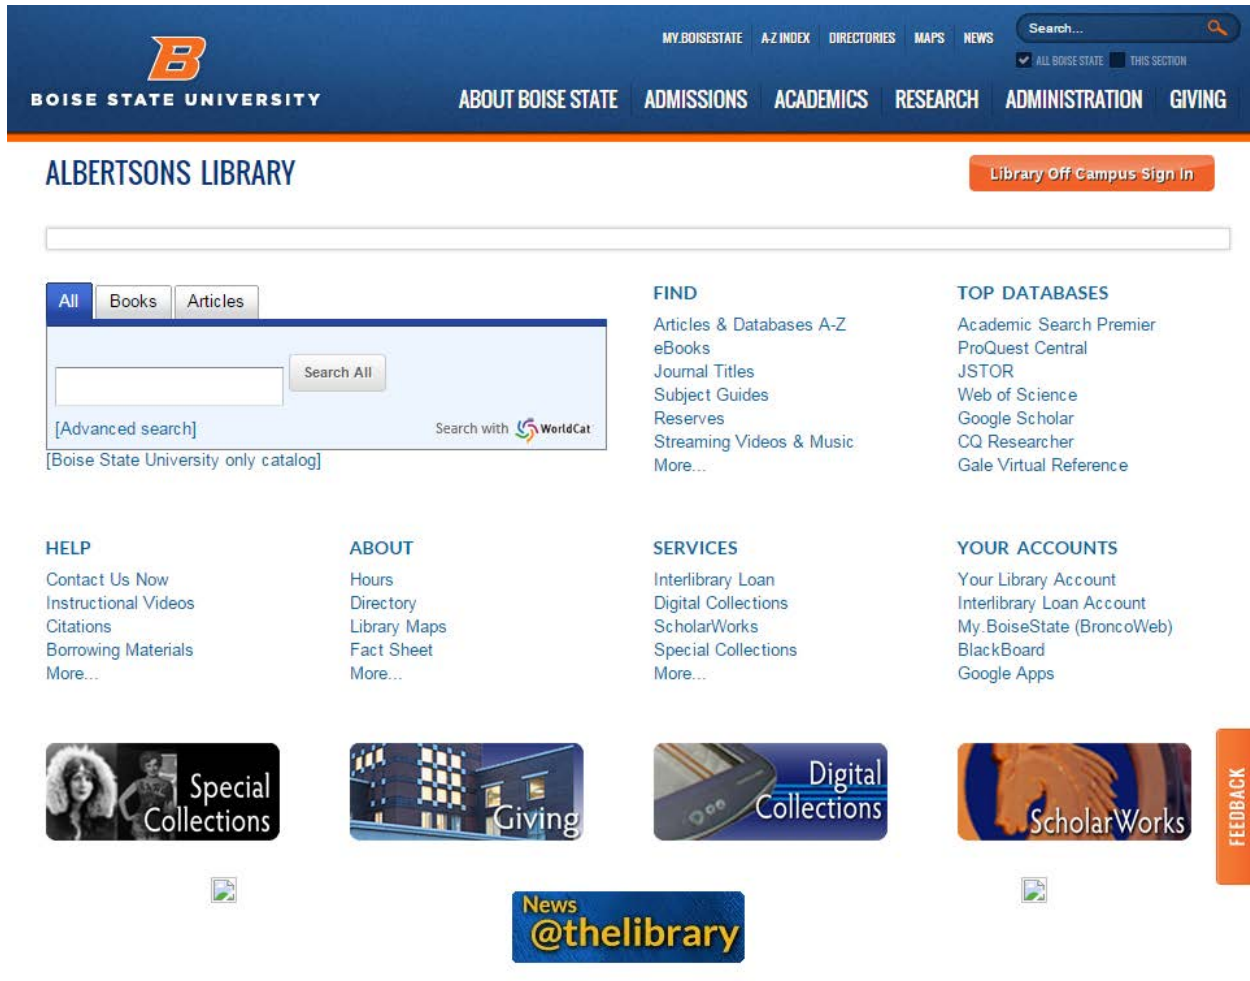 MY.BOISESTATE
A-Z INDEX
DIRECTORIES
MAPS
NEWS
Search...
ALL BOISE STATE
THIS SECTION
B
BOISE STATE UNIVERSITY
ABOUT BOISE STATE
ADMISSIONS
ACADEMICS
RESEARCH
ADMINISTRATION
GIVING
ALBERTSONS LIBRARY
Library Off Campus Sign In
All
Books
Articles
Search All
[Advanced search]
Search with WorldCat
[Boise State University only catalog]
FIND
Articles & Databases A-Z
eBooks
Journal Titles
Subject Guides
Reserves
Streaming Videos & Music
More...
TOP DATABASES
Academic Search Premier
ProQuest Central
JSTOR
Web of Science
Google Scholar
CQ Researcher
Gale Virtual Reference
HELP
Contact Us Now
Instructional Videos
Citations
Borrowing Materials
More...
ABOUT
Hours
Directory
Library Maps
Fact Sheet
More...
SERVICES
Interlibrary Loan
Digital Collections
ScholarWorks
Special Collections
More...
YOUR ACCOUNTS
Your Library Account
Interlibrary Loan Account
My.BoiseState (BroncoWeb)
BlackBoard
Google Apps
Special
Collections
Giving
Digital
Collections
ScholarWorks
FEEDBACK
News
@thelibrary